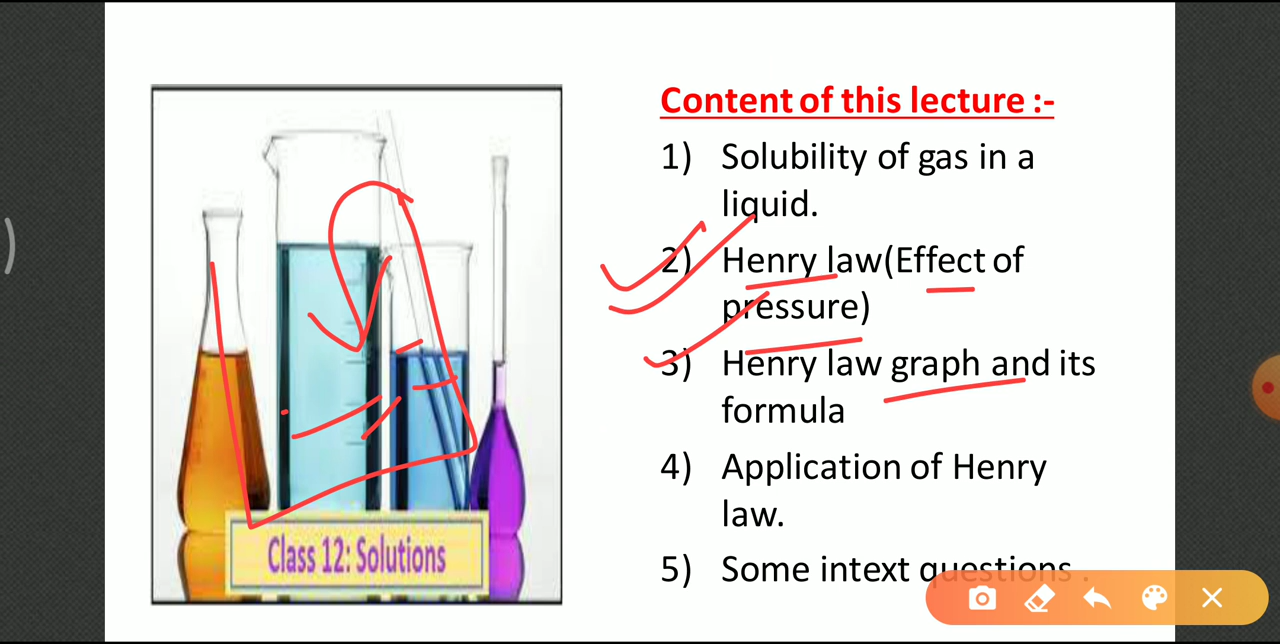 Content of this lecture :-
1) Solubility of gas in a
liquid.
2) Henry law(Effect of
pressure)
3) Henry law graph and its
formula
4) Application of Henry
law.
5) Some intext questions .
Class 12: Solutions